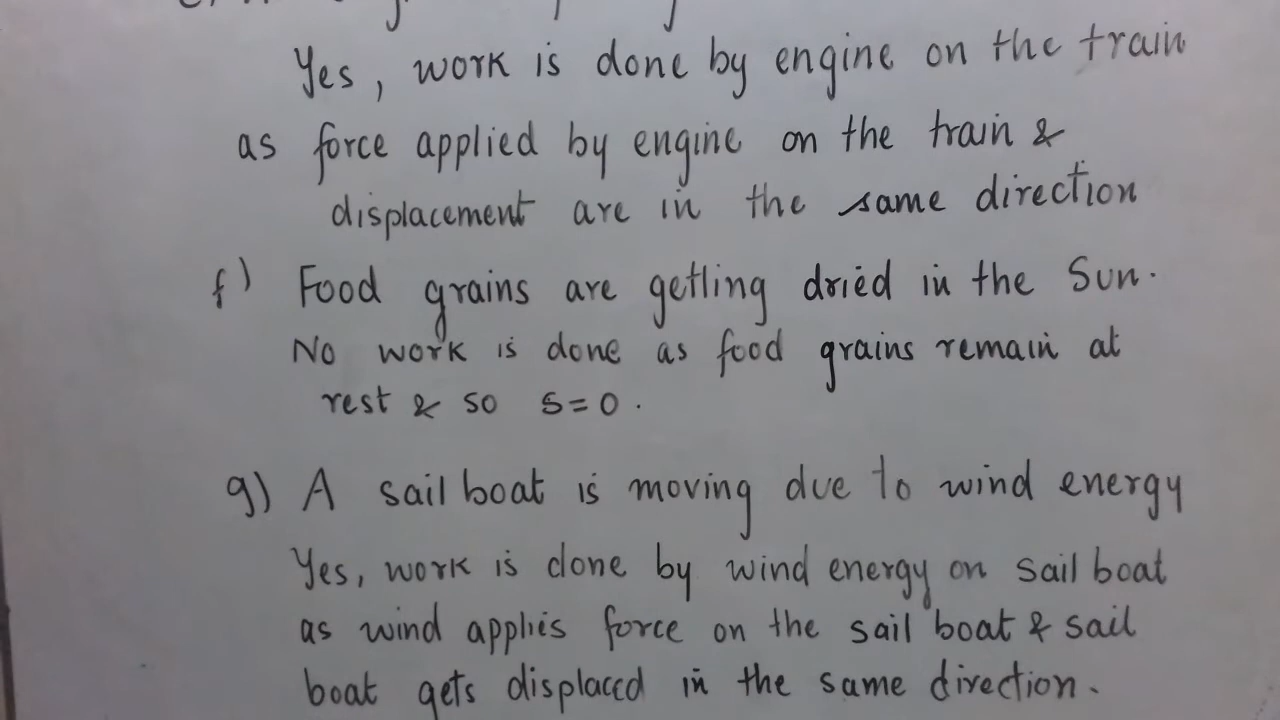 Yes, work is done by engine on the train
as force applied by engine on the train &
displacement are in the same direction
f) Food grains are getting dried in the Sun.
No work is done as food grains remain at
rest & so s=0.
g) A sail boat is moving due to wind energy
Yes, work is done by wind energy on sail boat
as wind applies force on the sail boat & sail
boat gets displaced in the same direction.